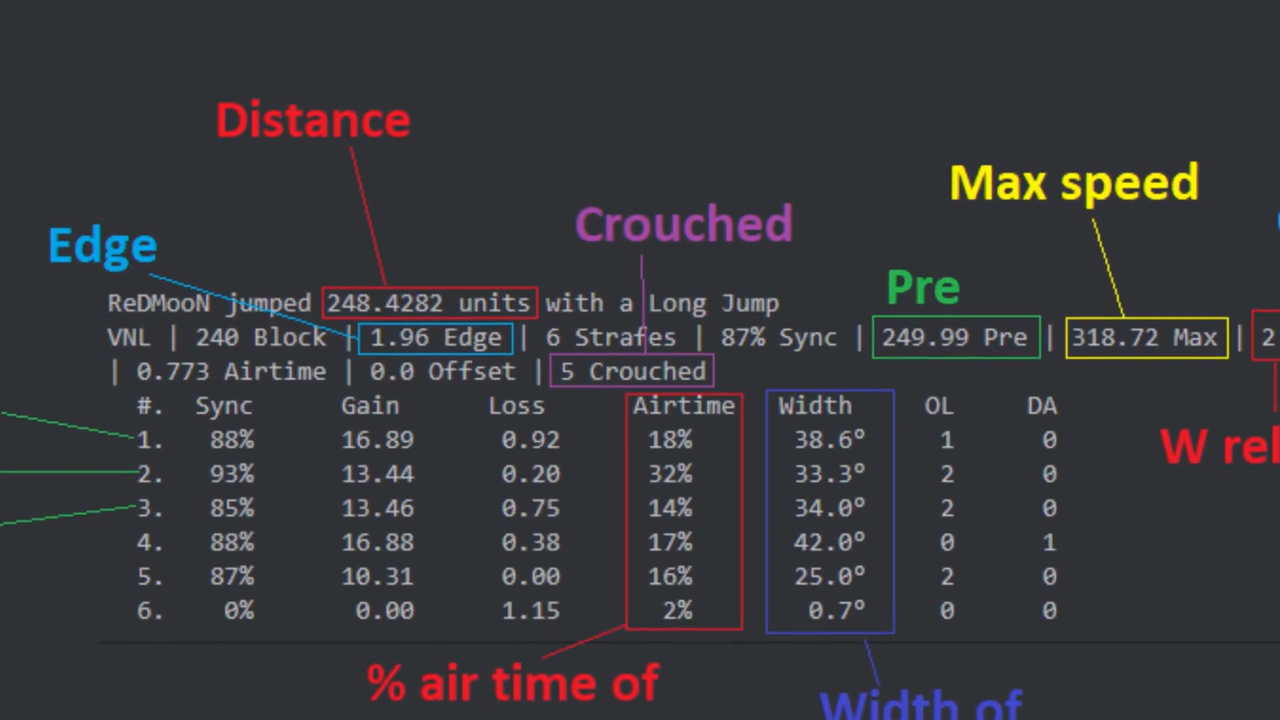 Distance
Max speed
Crouched
Edge
Pre
ReDMooN jumped 248.4282 units with a Long Jump
VNL | 240 Block | 1.96 Edge | 6 Strafes | 87% Sync | 249.99 Pre | 318.72 Max | 2
| 0.773 Airtime | 0.0 Offset | 5 Crouched
#. Sync Gain Loss Airtime Width OL DA
1. 88% 16.89 0.92 18% 38.6° 1 0
2. 93% 13.44 0.20 32% 33.3° 2 0
3. 85% 13.46 0.75 14% 34.0° 2 0
4. 88% 16.88 0.38 17% 42.0° 0 1
5. 87% 10.31 0.00 16% 25.0° 2 0
6. 0% 0.00 1.15 2% 0.7° 0 0
W rel
% air time of
Width of